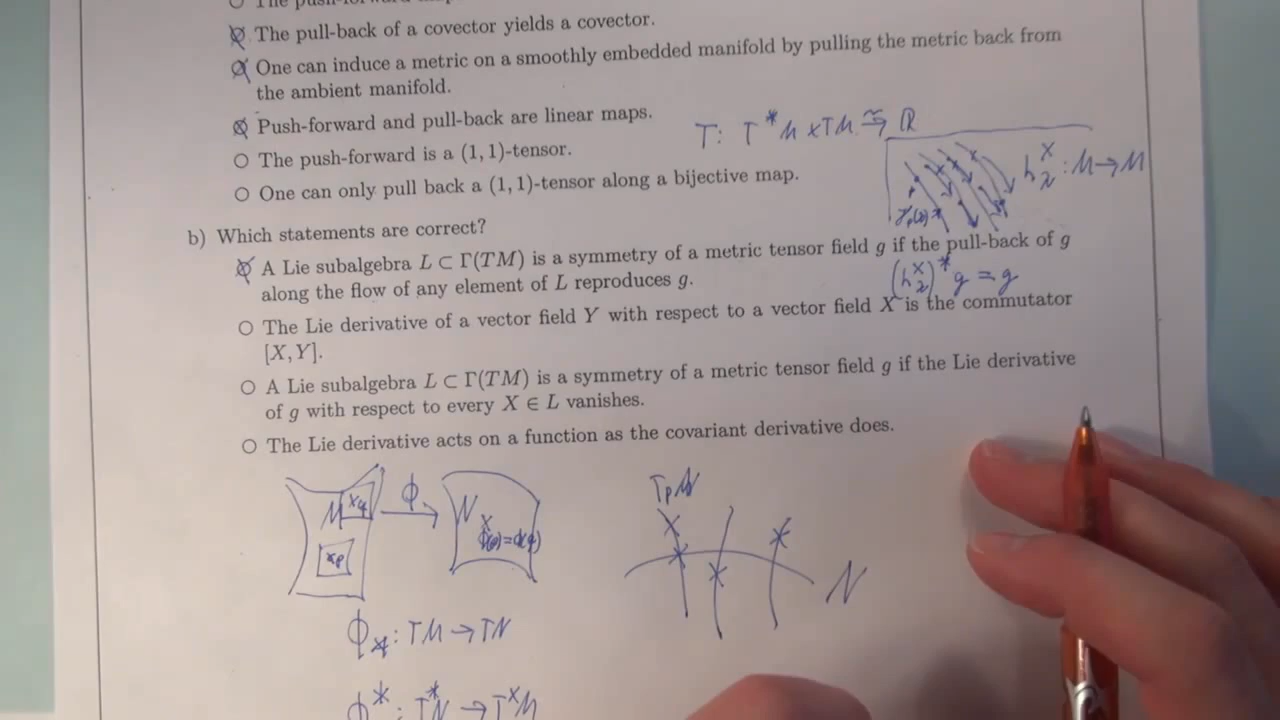 The push-forward
The pull-back of a covector yields a covector.
One can induce a metric on a smoothly embedded manifold by pulling the metric back from
the ambient manifold.
Push-forward and pull-back are linear maps.
T: T*M × TM ≅→ ℝ
The push-forward is a (1, 1)-tensor.
h^X_λ : M → M
One can only pull back a (1, 1)-tensor along a bijective map.
b) Which statements are correct?
A Lie subalgebra L ⊂ Γ(TM) is a symmetry of a metric tensor field g if the pull-back of g
along the flow of any element of L reproduces g.
(h^X_λ)* g = g
The Lie derivative of a vector field Y with respect to a vector field X is the commutator
[X, Y].
A Lie subalgebra L ⊂ Γ(TM) is a symmetry of a metric tensor field g if the Lie derivative
of g with respect to every X ∈ L vanishes.
The Lie derivative acts on a function as the covariant derivative does.
M xq ϕ N
xp ϕ(p)=ϕ(q)
TpN
N
ϕ* : TM → TN
ϕ* : T*N → T*M